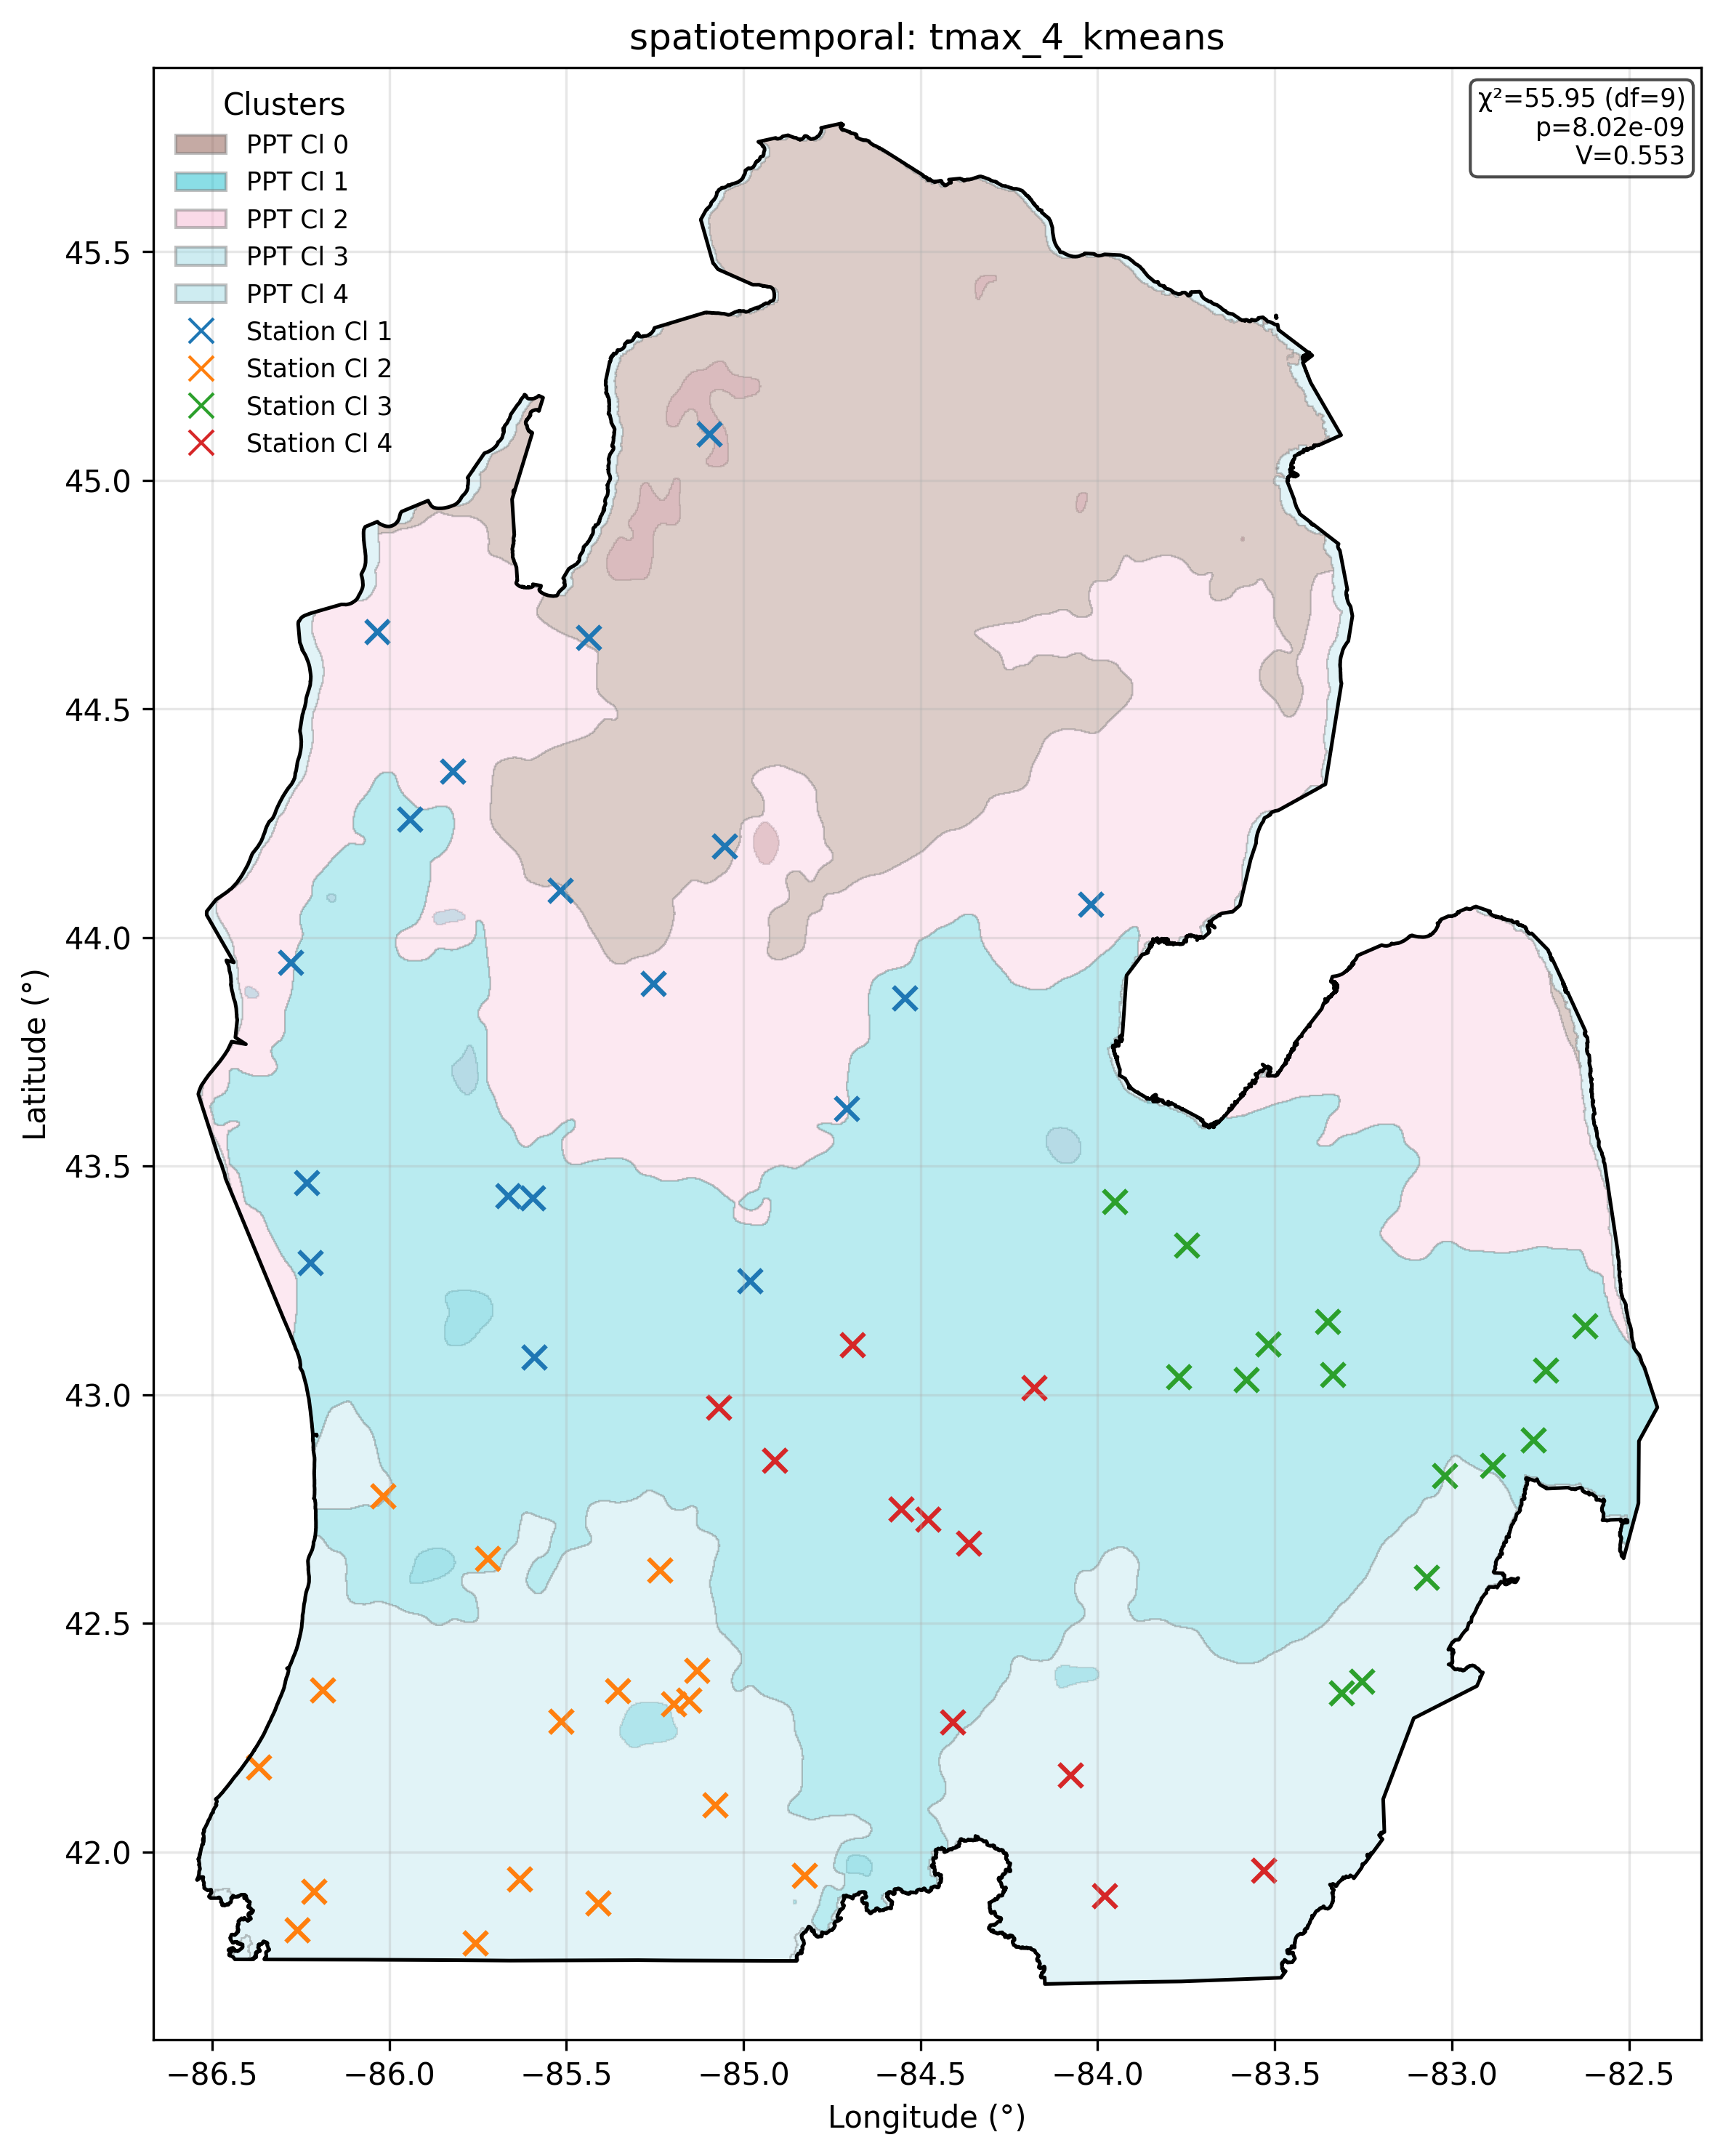 spatiotemporal: tmax_4_kmeans
Clusters
PPT Cl 0
PPT Cl 1
PPT Cl 2
PPT Cl 3
PPT Cl 4
Station Cl 1
Station Cl 2
Station Cl 3
Station Cl 4
χ²=55.95 (df=9)
p=8.02e-09
V=0.553
45.5
45.0
44.5
44.0
43.5
43.0
42.5
42.0
Latitude (°)
−86.5
−86.0
−85.5
−85.0
−84.5
−84.0
−83.5
−83.0
−82.5
Longitude (°)